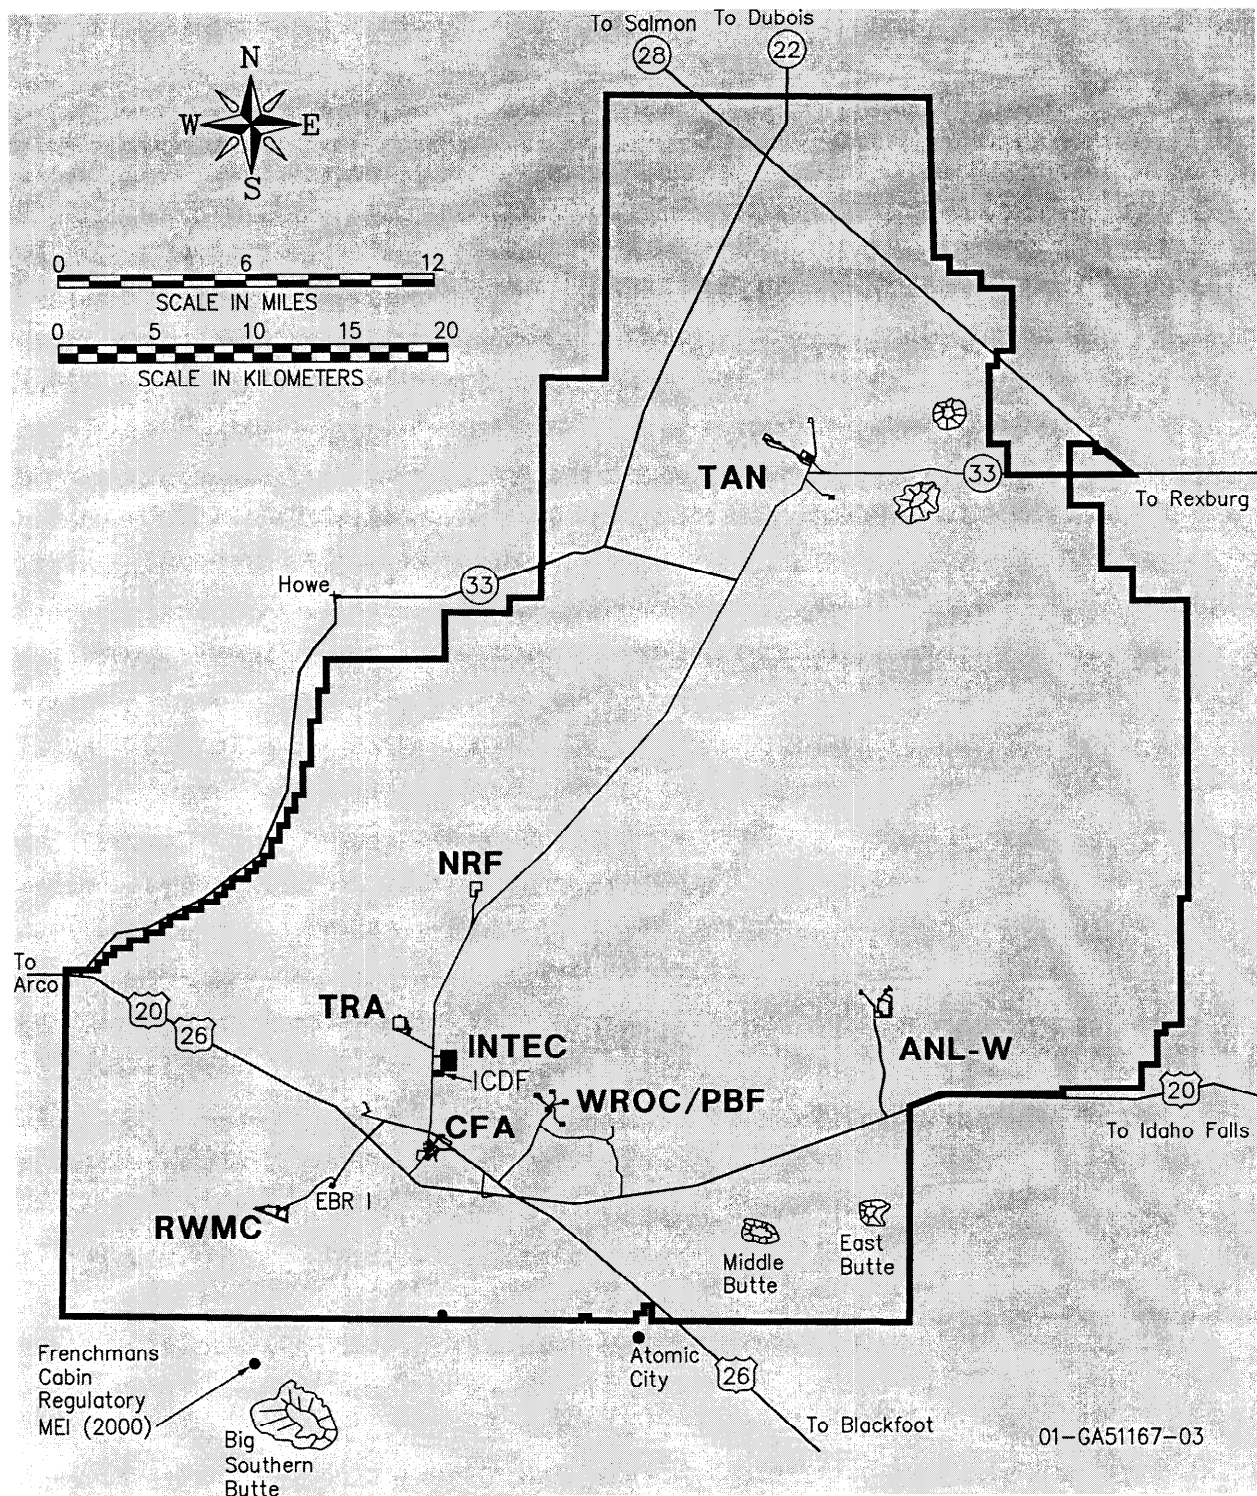 To Salmon
To Dubois
28
22
N
W
E
S
0 6 12
SCALE IN MILES
0 5 10 15 20
SCALE IN KILOMETERS
TAN
33
To Rexburg
Howe
33
NRF
To
Arco
20
26
TRA
INTEC
ICDF
ANL-W
WROC/PBF
20
CFA
To Idaho Falls
EBR I
RWMC
Middle
Butte
East
Butte
Frenchmans
Cabin
Regulatory
MEI (2000)
Atomic
City
26
To Blackfoot
Big
Southern
Butte
01-GA51167-03